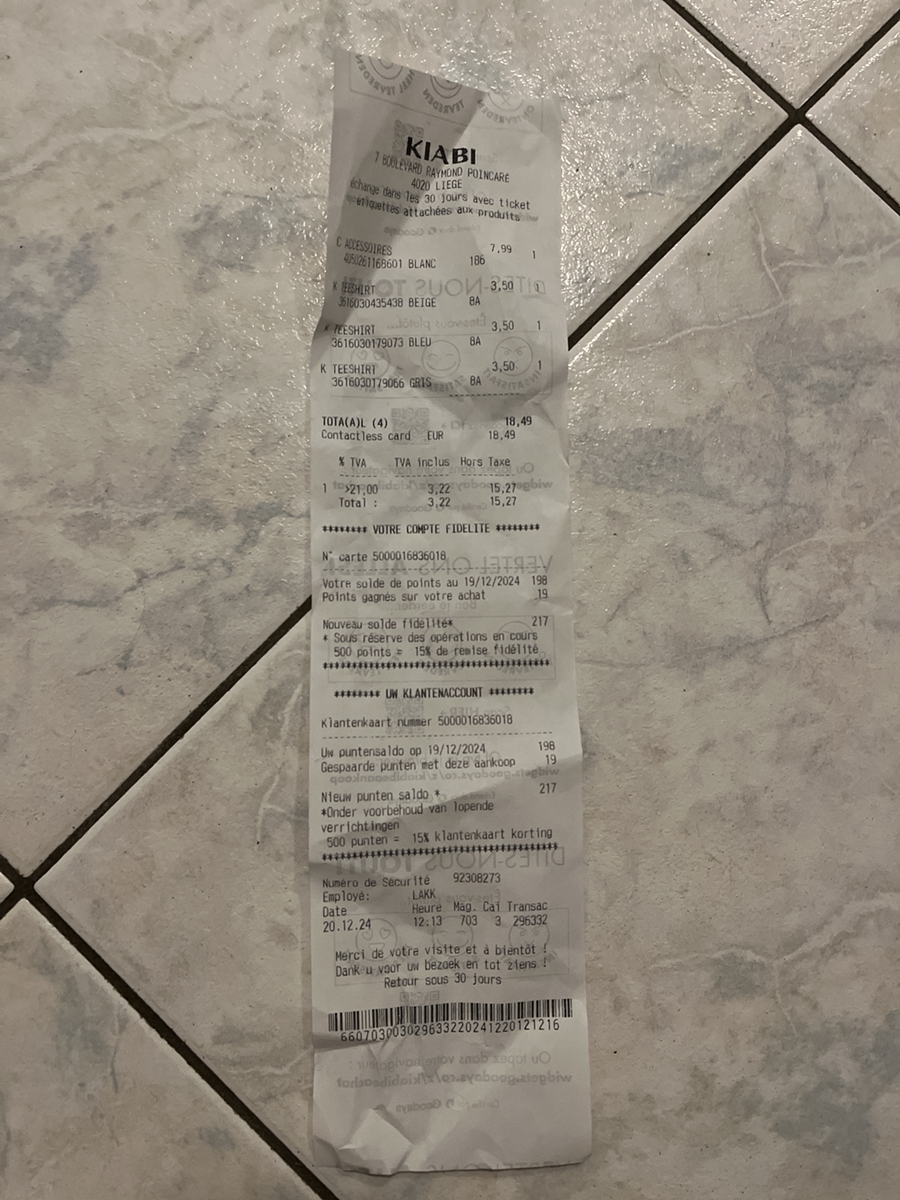 KIABI
7 BOULEVARD RAYMOND POINCARE
4020 LIEGE
échange dans les 30 jours avec ticket
étiquettes attachées aux produits
C ACCESSOIRES 7,99 1
4050261168601 BLANC 186
K TEESHIRT 3,50 1
3616030435438 BEIGE 8A
K TEESHIRT 3,50 1
3616030179073 BLEU 8A
K TEESHIRT 3,50 1
3616030179066 GRIS 8A
TOTA(A)L (4) 18,49
Contactless card EUR 18,49
% TVA TVA inclus Hors Taxe
1 >21,00 3,22 15,27
Total : 3,22 15,27
******** VOTRE COMPTE FIDELITE ********
N° carte 5000016836018
Votre solde de points au 19/12/2024 198
Points gagnés sur votre achat 19
Nouveau solde fidélité* 217
* Sous réserve des opérations en cours
500 points = 15% de remise fidélité
******** UW KLANTENACCOUNT ********
Klantenkaart nummer 5000016836018
Uw puntensaldo op 19/12/2024 198
Gespaarde punten met deze aankoop 19
Nieuw punten saldo * 217
*Onder voorbehoud van lopende
verrichtingen
500 punten = 15% klantenkaart korting
Numéro de Sécurité 92308273
Employé: LAKK
Date Heure Mag. Cai Transac
20.12.24 12:13 703 3 296332
Merci de votre visite et à bientôt !
Dank u voor uw bezoek en tot ziens !
Retour sous 30 jours
66070300302963322024122012​1216